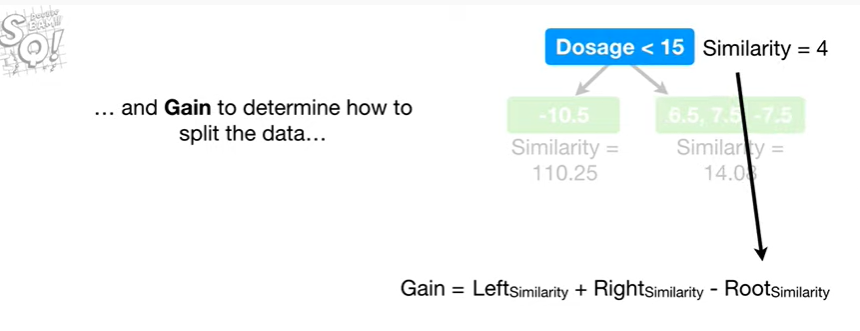 StatQuest!
Dosage < 15 Similarity = 4
… and Gain to determine how to
split the data…
-10.5
6.5, 7.5, -7.5
Similarity =
110.25
Similarity =
14.08
Gain = LeftSimilarity + RightSimilarity - RootSimilarity